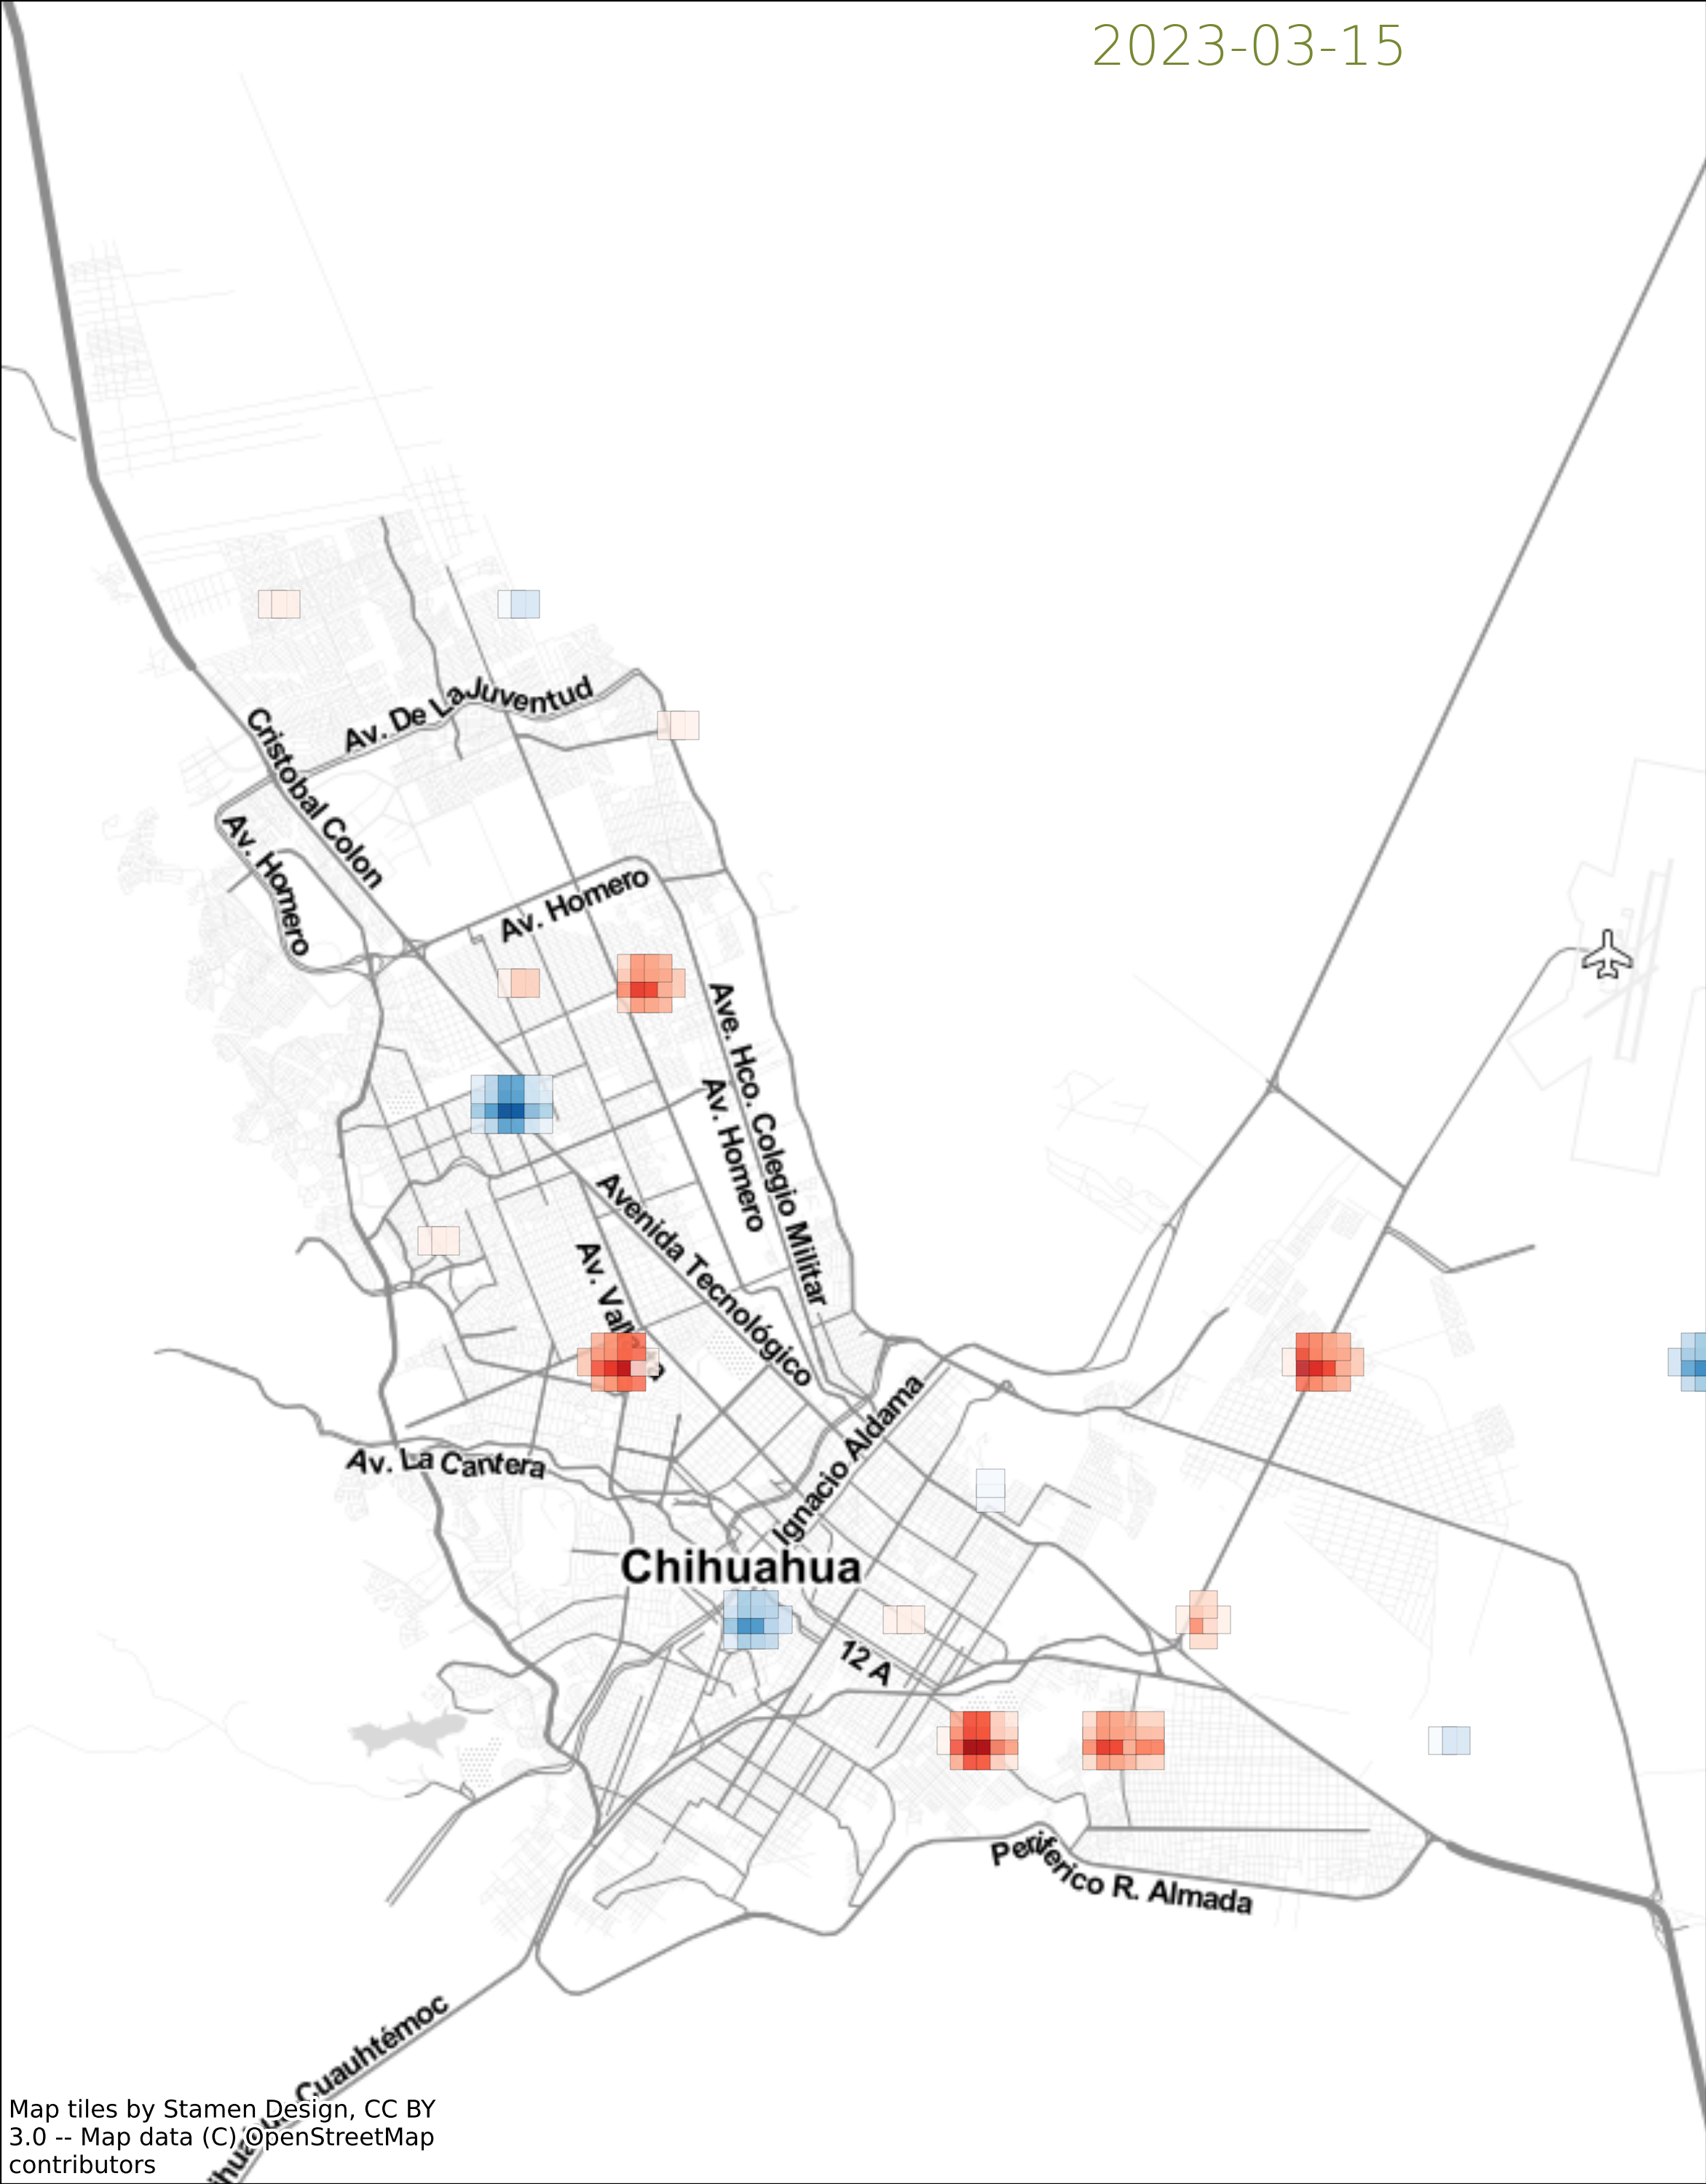 2023-03-15
Av. De La Juventud
Cristobal Colon
Av. Homero
Av. Homero
Ave. Hco. Colegio Militar
Av. Homero
Avenida Tecnológico
Av.
Av. La Cantera
Ignacio Aldama
Chihuahua
12 A
Periferico R. Almada
Cuauhtémoc
Map tiles by Stamen Design, CC BY
3.0 -- Map data (C) OpenStreetMap
contributors